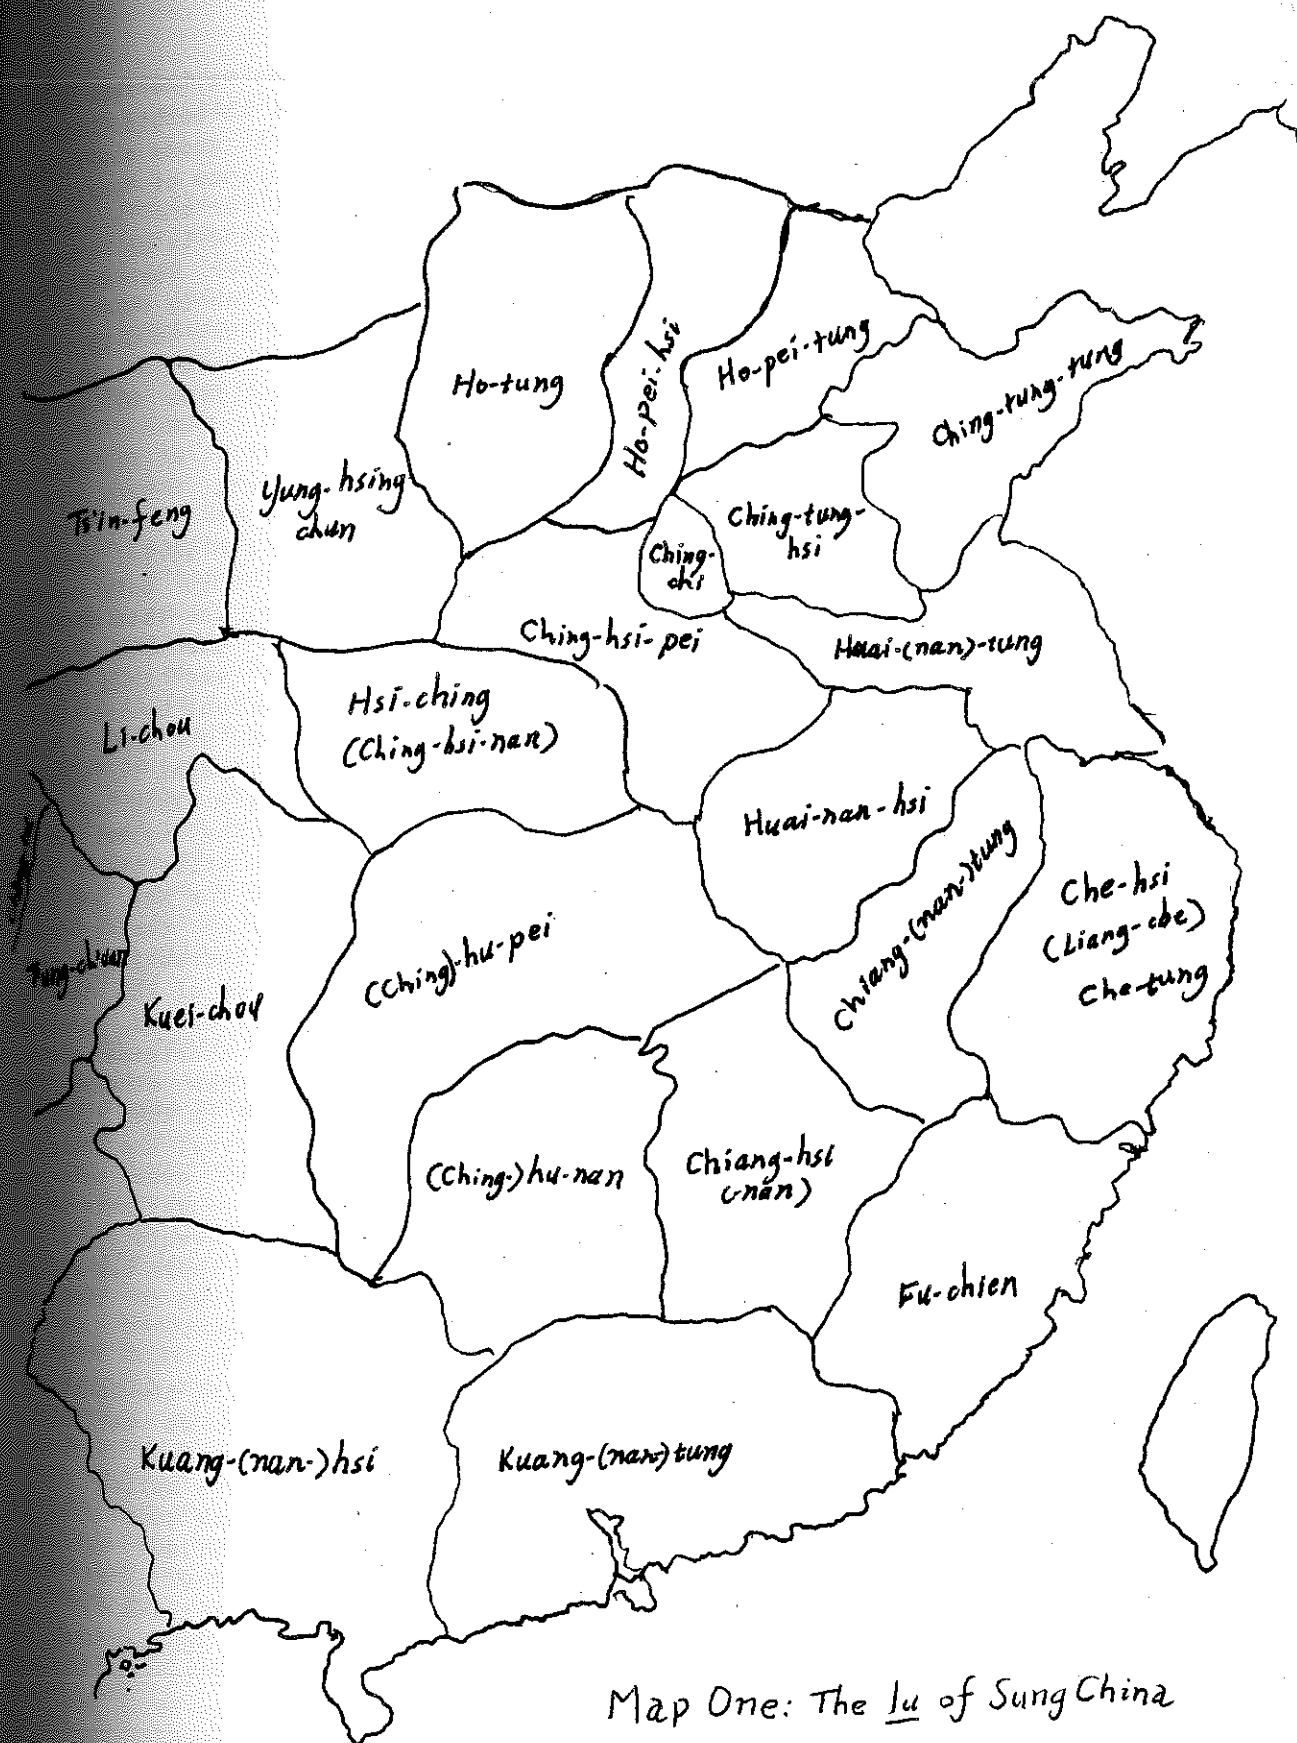 Ho-tung
Ho-pei-hsi
Ho-pei-tung
Ching-tung-tung
Ts'in-feng
Yung-hsing
chun
Ching-tung-
hsi
Ching-
chi
Ching-hsi-pei
Huai-(nan)-tung
Li-chou
Hsi-ching
(Ching-hsi-nan)
Huai-nan-hsi
Chiang-(nan-)tung
Che-hsi
(Liang-che)
Che-tung
Tung-ch'uan
Kuei-chou
(Ching)-hu-pei
(Ching-)hu-nan
Chiang-hsi
(-nan)
Fu-chien
Kuang-(nan-)hsi
Kuang-(nan-)tung
Map One: The lu of Sung China